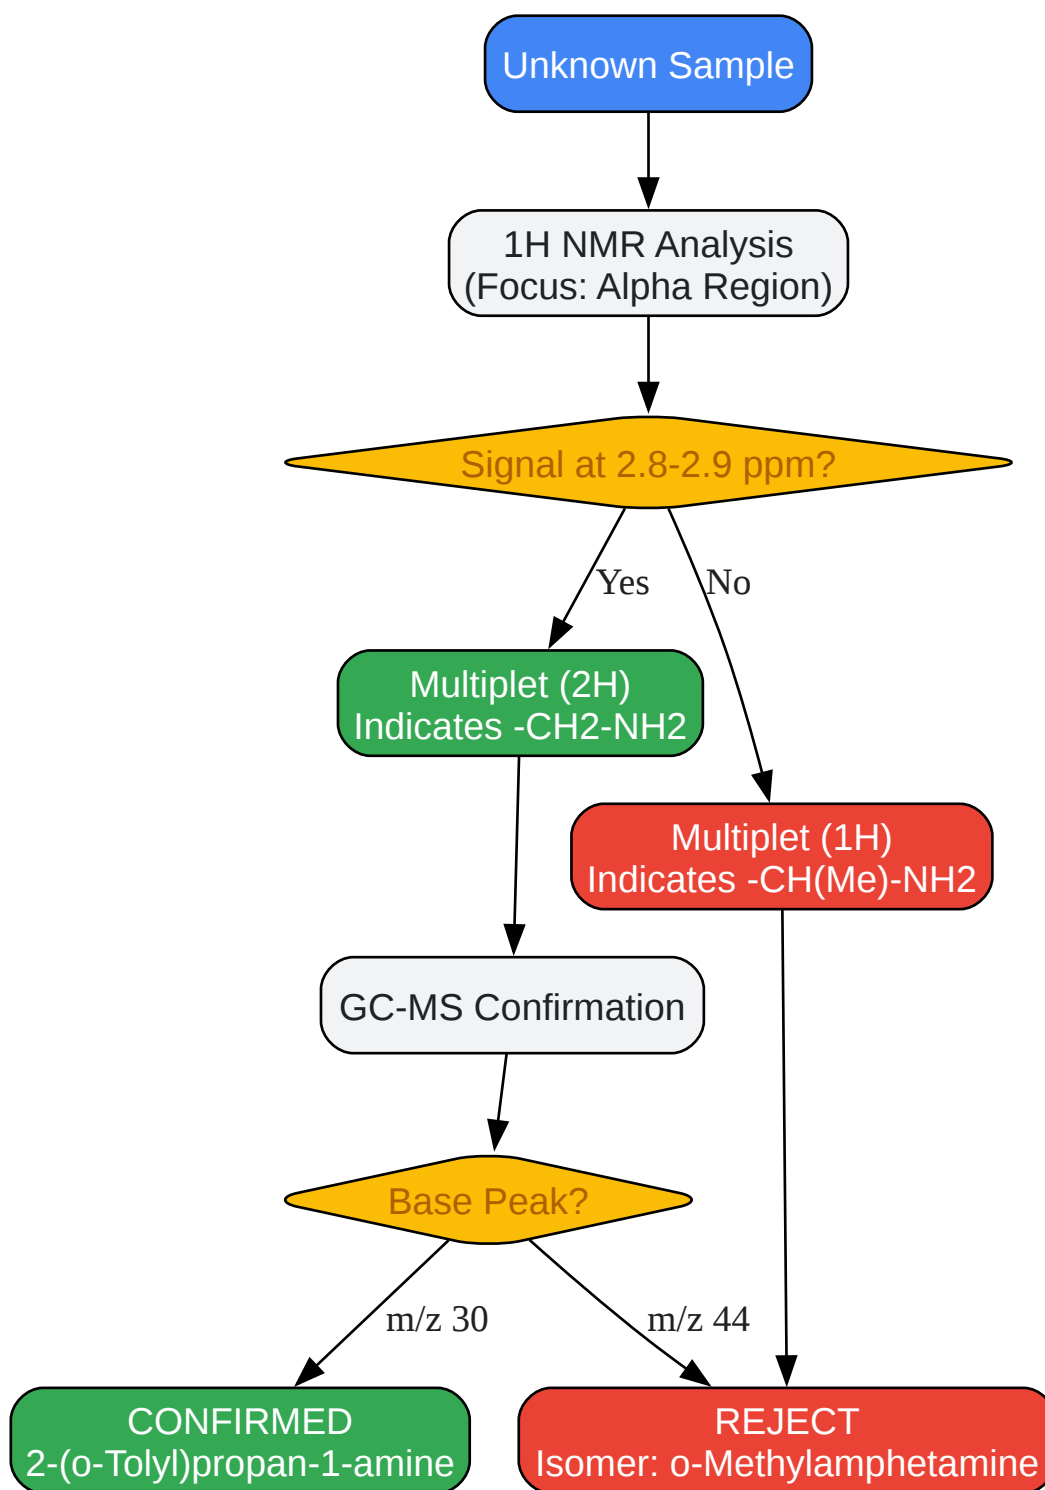 Unknown Sample
1H NMR Analysis
(Focus: Alpha Region)
Signal at 2.8-2.9 ppm?
Yes
No
Multiplet (2H)
Indicates -CH2-NH2
Multiplet (1H)
Indicates -CH(Me)-NH2
GC-MS Confirmation
Base Peak?
m/z 30
m/z 44
CONFIRMED
2-(o-Tolyl)propan-1-amine
REJECT
Isomer: o-Methylamphetamine